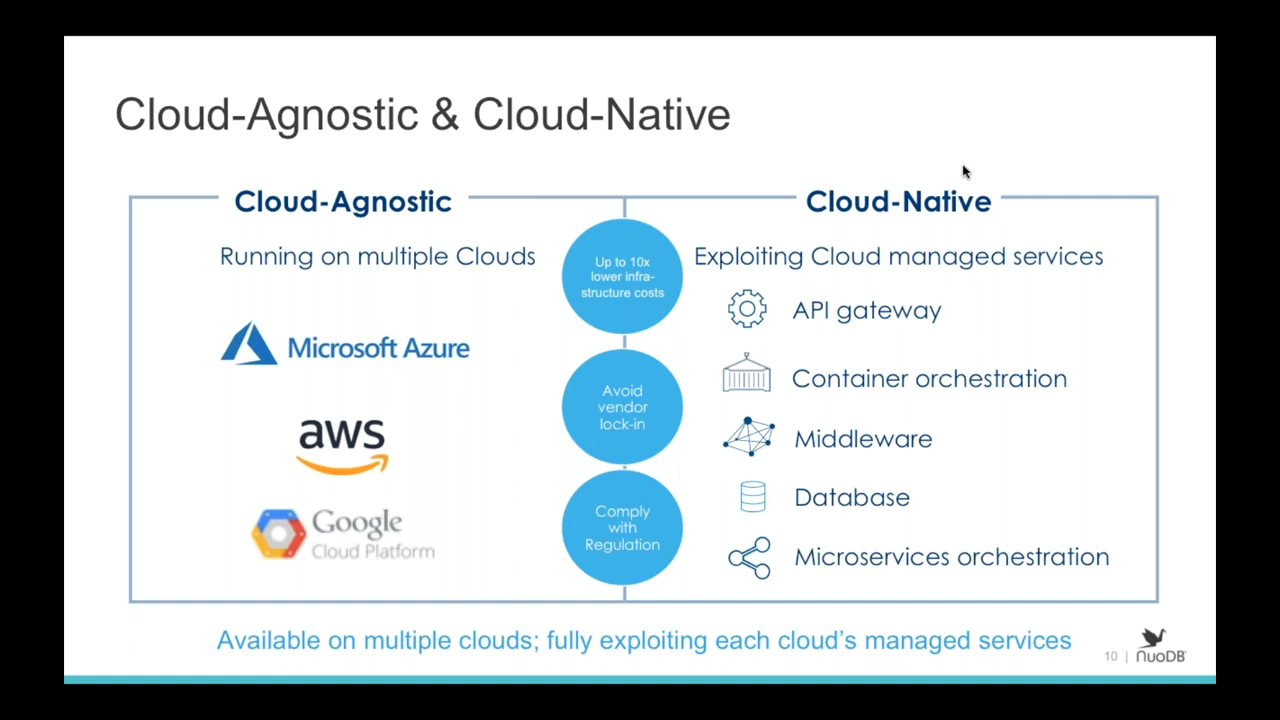 Cloud-Agnostic & Cloud-Native
Cloud-Agnostic
Running on multiple Clouds
Microsoft Azure
aws
Google
Cloud Platform
Up to 10x
lower infra-
structure costs
Avoid
vendor
lock-in
Comply
with
Regulation
Cloud-Native
Exploiting Cloud managed services
API gateway
Container orchestration
Middleware
Database
Microservices orchestration
Available on multiple clouds; fully exploiting each cloud's managed services
10 | nuoDB